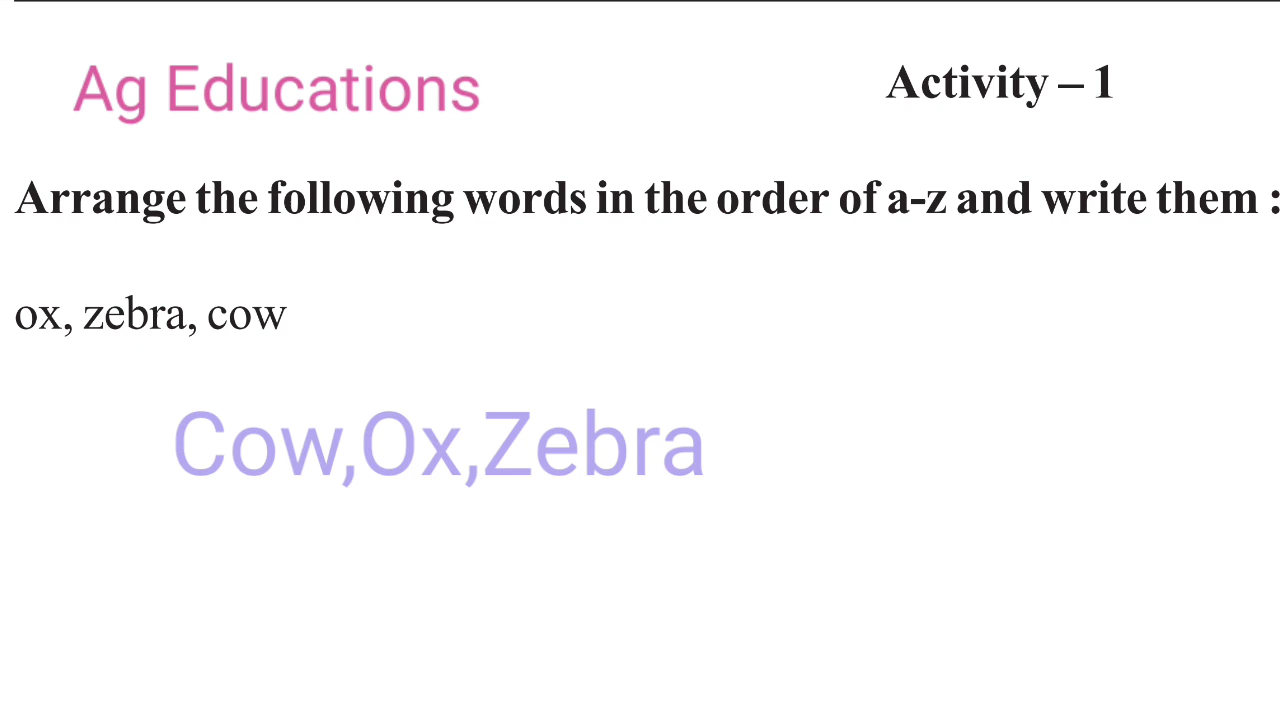 Ag Educations
Activity – 1
Arrange the following words in the order of a-z and write them :
ox, zebra, cow
Cow,Ox,Zebra